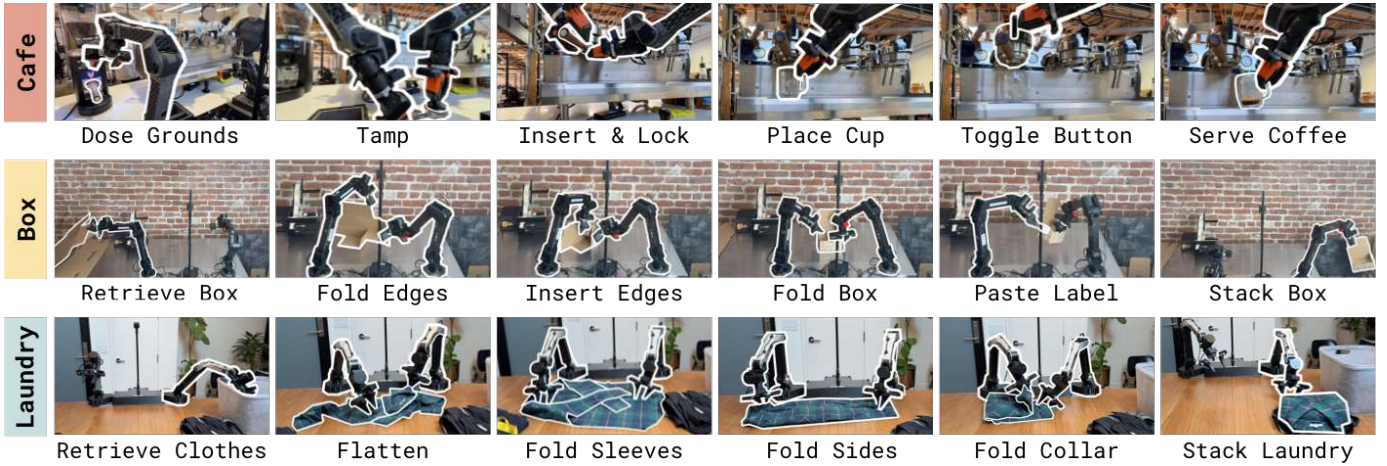 Cafe
Dose Grounds
Tamp
Insert & Lock
Place Cup
Toggle Button
Serve Coffee
Box
Retrieve Box
Fold Edges
Insert Edges
Fold Box
Paste Label
Stack Box
Laundry
Retrieve Clothes
Flatten
Fold Sleeves
Fold Sides
Fold Collar
Stack Laundry